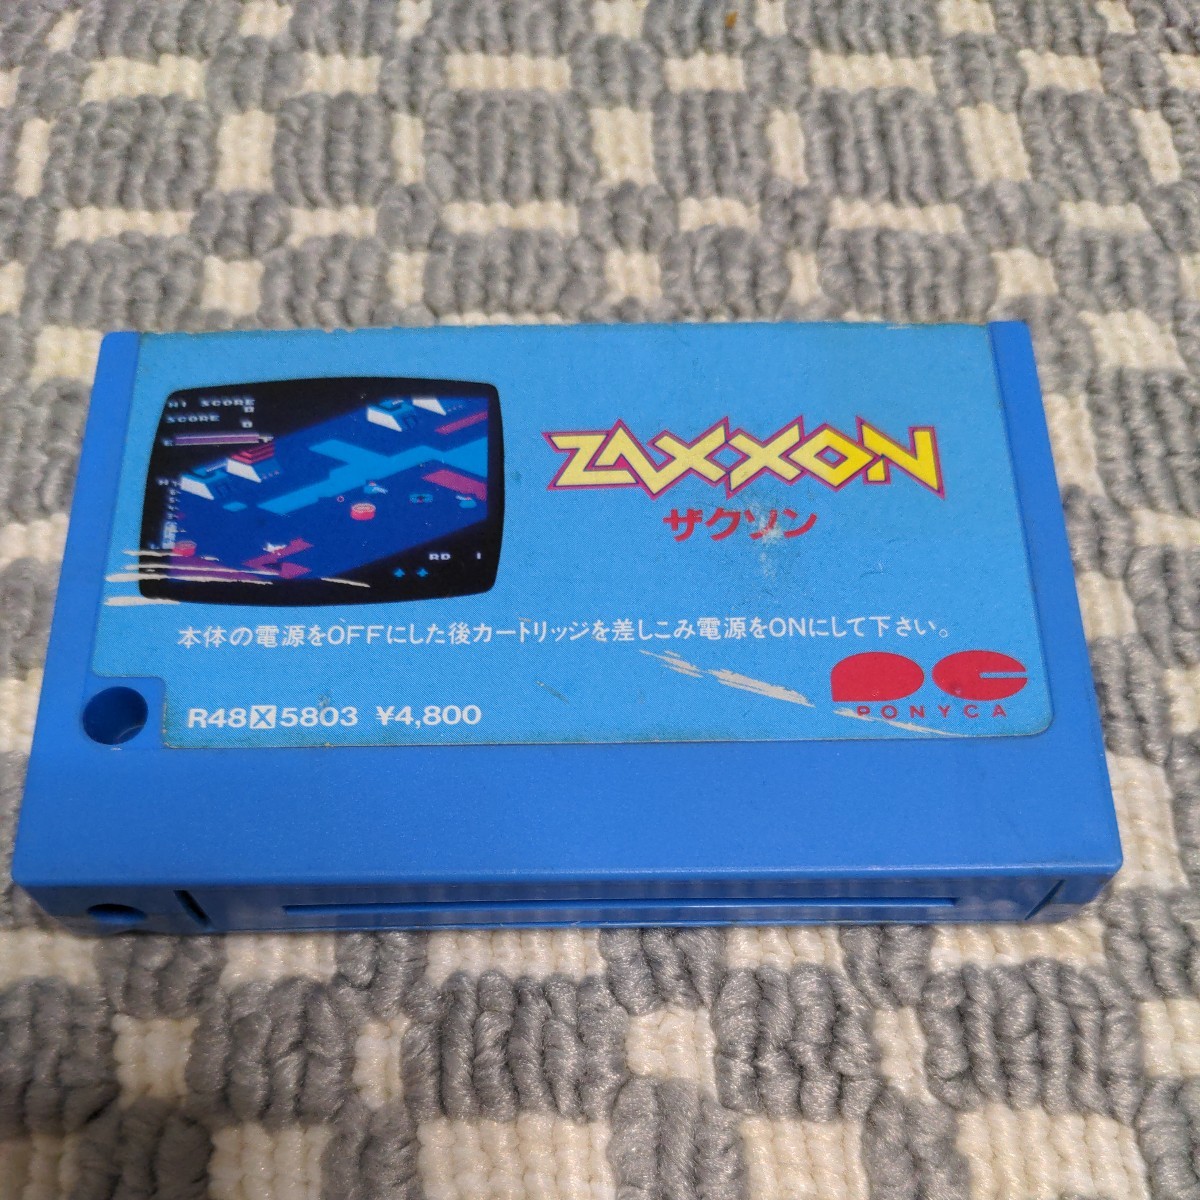 HI SCORE
0
SCORE
0
E F
H
RD 1
ZAXXON
ザクソン
本体の電源をOFFにした後カートリッジを差しこみ電源をONにして下さい。
R48X5803 ¥4,800
PONYCA